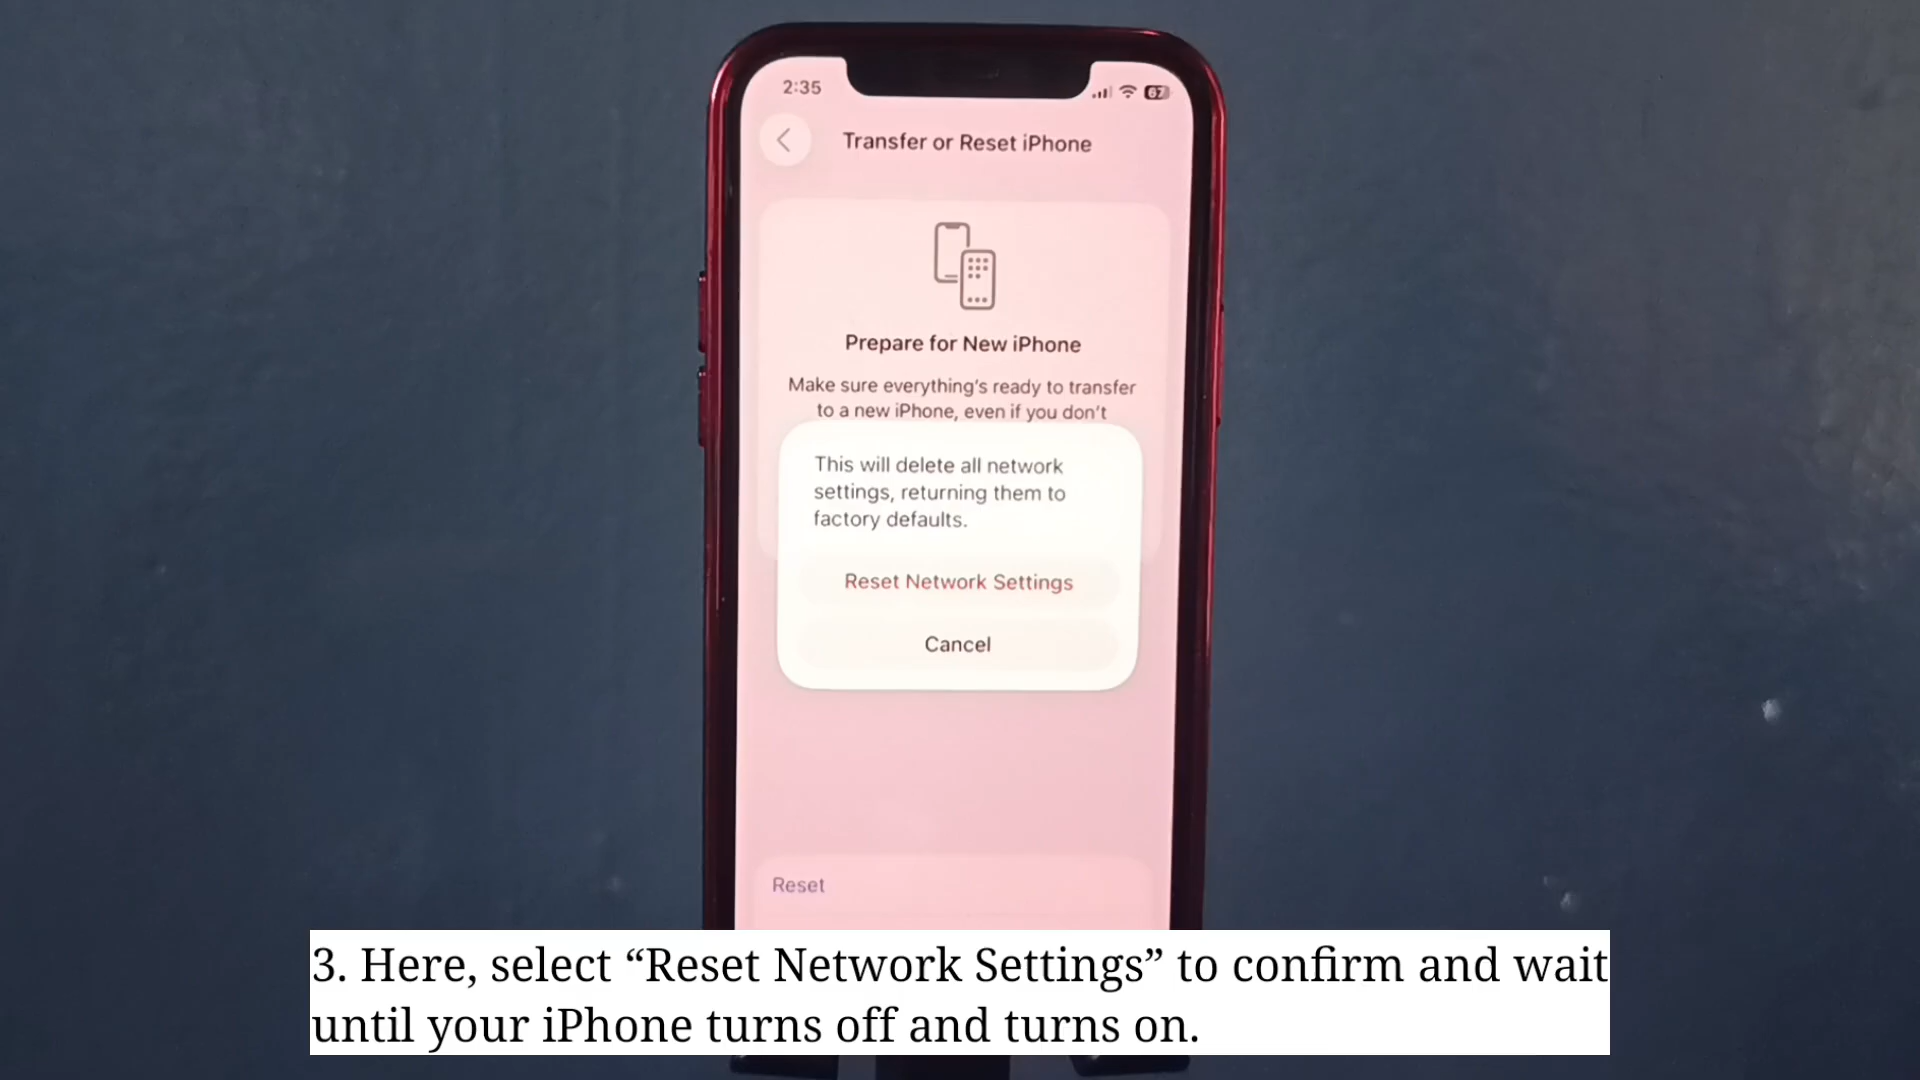 2:35
67
Transfer or Reset iPhone
Prepare for New iPhone
Make sure everything's ready to transfer
to a new iPhone, even if you don't
This will delete all network
settings, returning them to
factory defaults.
Reset Network Settings
Cancel
Reset
3. Here, select “Reset Network Settings” to confirm and wait
until your iPhone turns off and turns on.